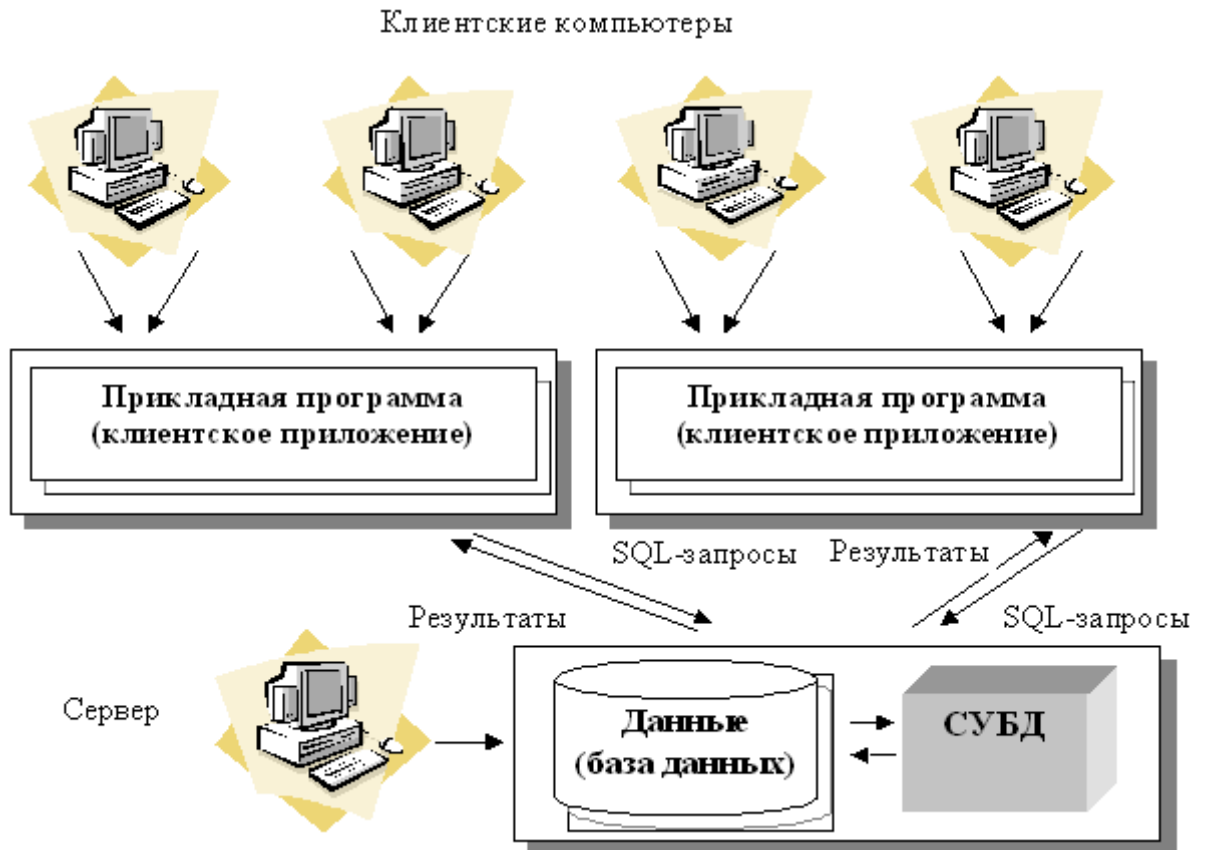 Клиентские компьютеры
Прикладная программа
(клиентское приложение)
Прикладная программа
(клиентское приложение)
SQL-запросы
Результаты
Результаты
SQL-запросы
Сервер
Данные
(база данных)
СУБД